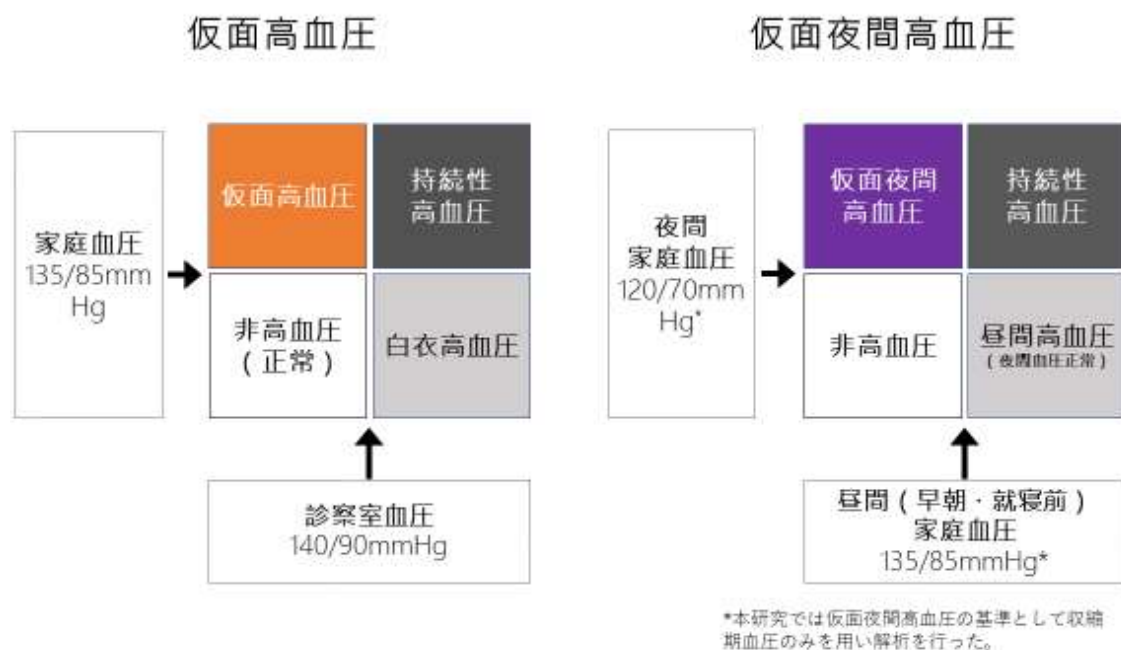 仮面高血圧
家庭血圧
135/85mm
Hg
仮面高血圧
持続性
高血圧
非高血圧
(正常)
白衣高血圧
診察室血圧
140/90mmHg
仮面夜間高血圧
夜間
家庭血圧
120/70mm
Hg*
仮面夜間
高血圧
持続性
高血圧
非高血圧
昼間高血圧
(夜間血圧正常)
昼間(早朝・就寝前)
家庭血圧
135/85mmHg*
*本研究では仮面夜間高血圧の基準として収縮
期血圧のみを用い解析を行った。